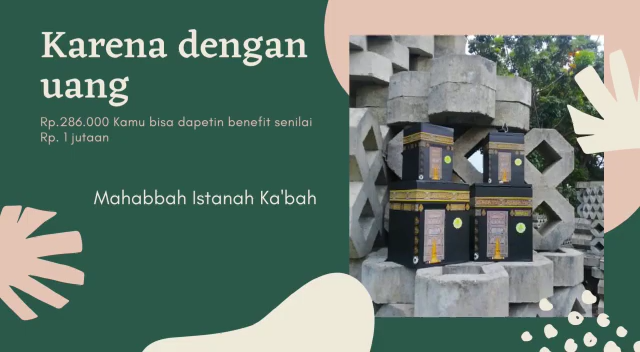 Karena dengan
uang
Rp.286.000 Kamu bisa dapetin benefit senilai
Rp. 1 jutaan
Mahabbah Istanah Ka'bah